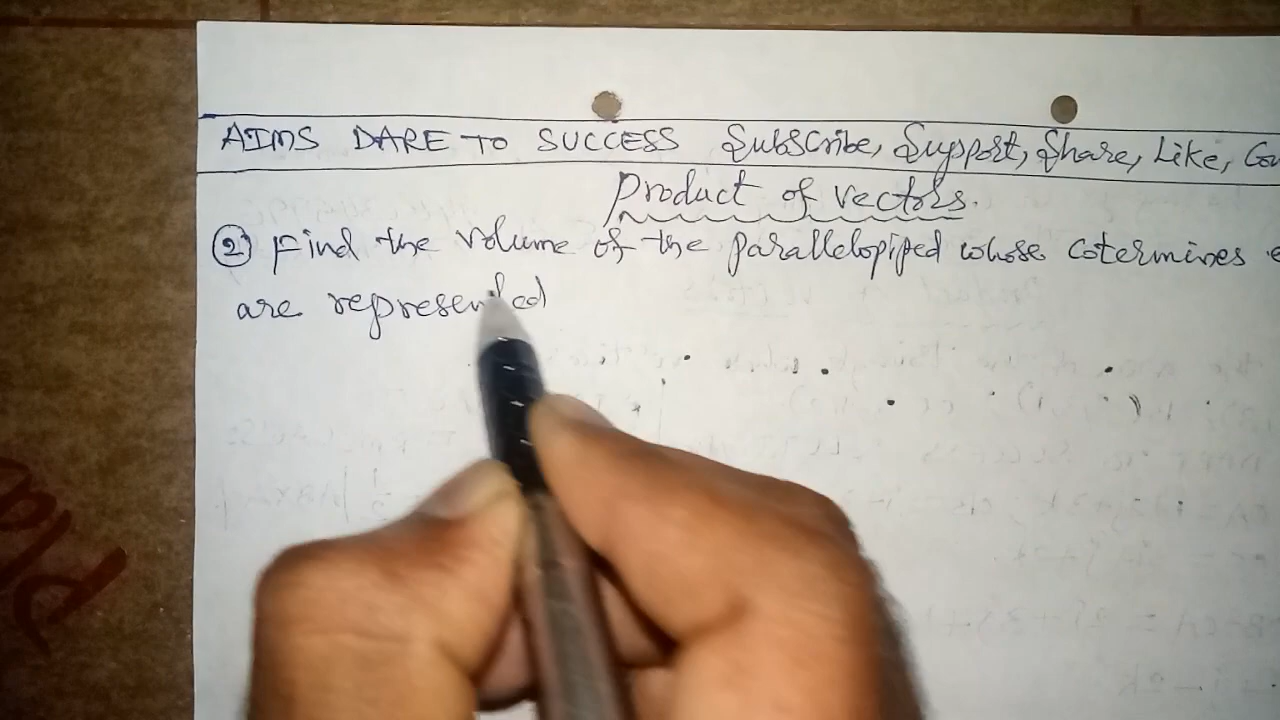 AIMS DARE TO SUCCESS Subscribe, Support, Share, Like,
Product of vectors.
② Find the volume of the parallelopiped whose cotermines
are represented